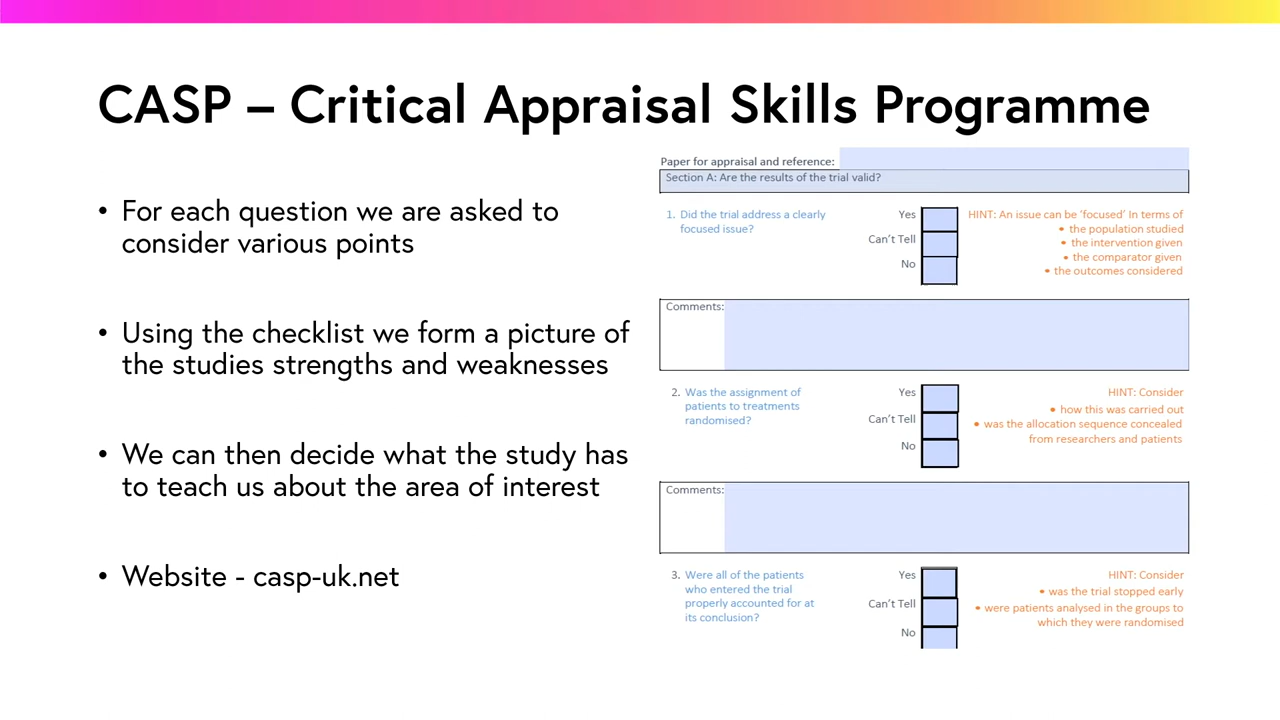 CASP – Critical Appraisal Skills Programme
• For each question we are asked to
consider various points
• Using the checklist we form a picture of
the studies strengths and weaknesses
• We can then decide what the study has
to teach us about the area of interest
• Website - casp-uk.net
Paper for appraisal and reference:
Section A: Are the results of the trial valid?
1. Did the trial address a clearly
focused issue?
Yes
Can't Tell
No
HINT: An issue can be 'focused' In terms of
• the population studied
• the intervention given
• the comparator given
• the outcomes considered
Comments:
2. Was the assignment of
patients to treatments
randomised?
Yes
Can't Tell
No
HINT: Consider
• how this was carried out
• was the allocation sequence concealed
from researchers and patients
Comments:
3. Were all of the patients
who entered the trial
properly accounted for at
its conclusion?
Yes
Can't Tell
No
HINT: Consider
• was the trial stopped early
• were patients analysed in the groups to
which they were randomised